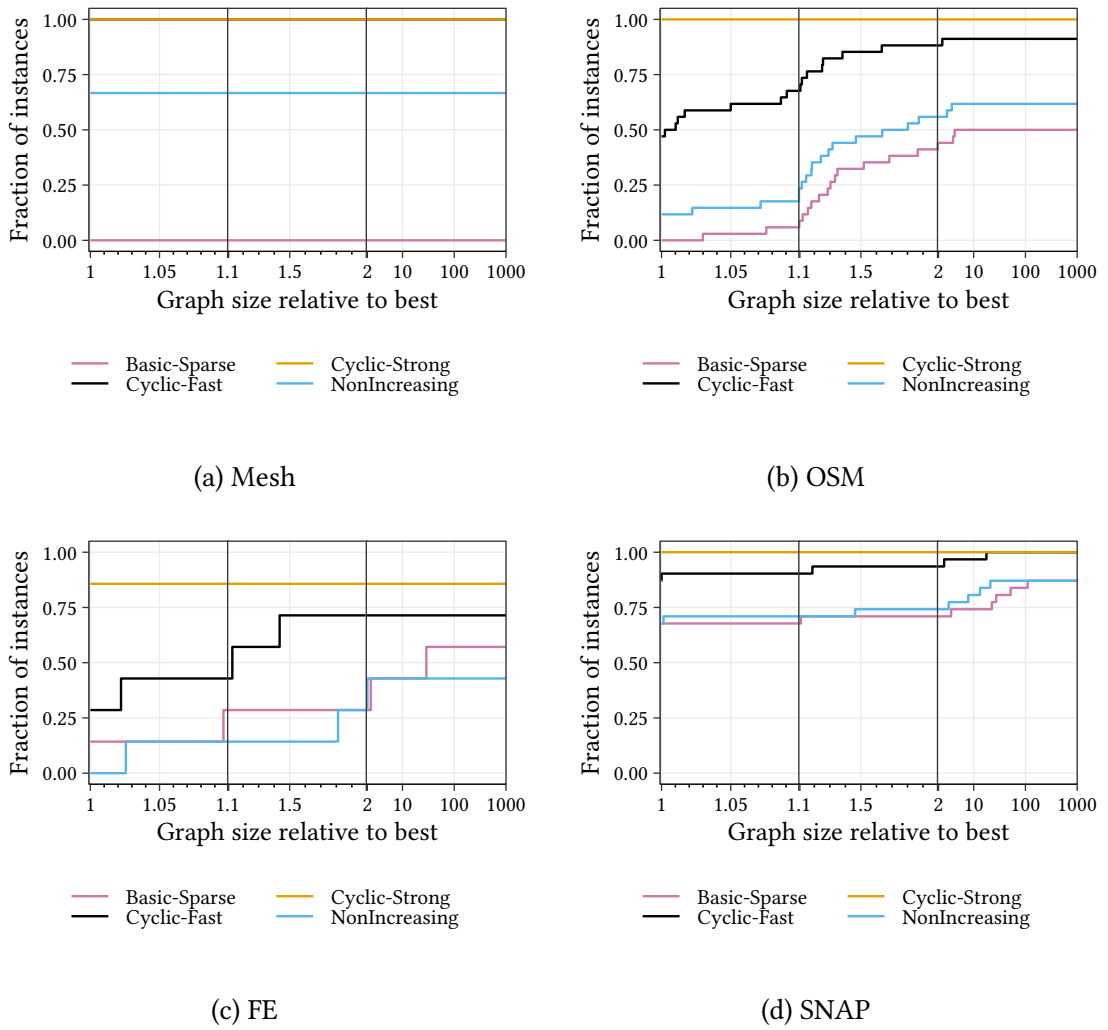 Fraction of instances
1.00
0.75
0.50
0.25
0.00
1 1.05 1.1 1.5 2 10 100 1000
Graph size relative to best
Basic-Sparse Cyclic-Strong
Cyclic-Fast NonIncreasing
(a) Mesh
Fraction of instances
1.00
0.75
0.50
0.25
0.00
1 1.05 1.1 1.5 2 10 100 1000
Graph size relative to best
Basic-Sparse Cyclic-Strong
Cyclic-Fast NonIncreasing
(b) OSM
Fraction of instances
1.00
0.75
0.50
0.25
0.00
1 1.05 1.1 1.5 2 10 100 1000
Graph size relative to best
Basic-Sparse Cyclic-Strong
Cyclic-Fast NonIncreasing
(c) FE
Fraction of instances
1.00
0.75
0.50
0.25
0.00
1 1.05 1.1 1.5 2 10 100 1000
Graph size relative to best
Basic-Sparse Cyclic-Strong
Cyclic-Fast NonIncreasing
(d) SNAP